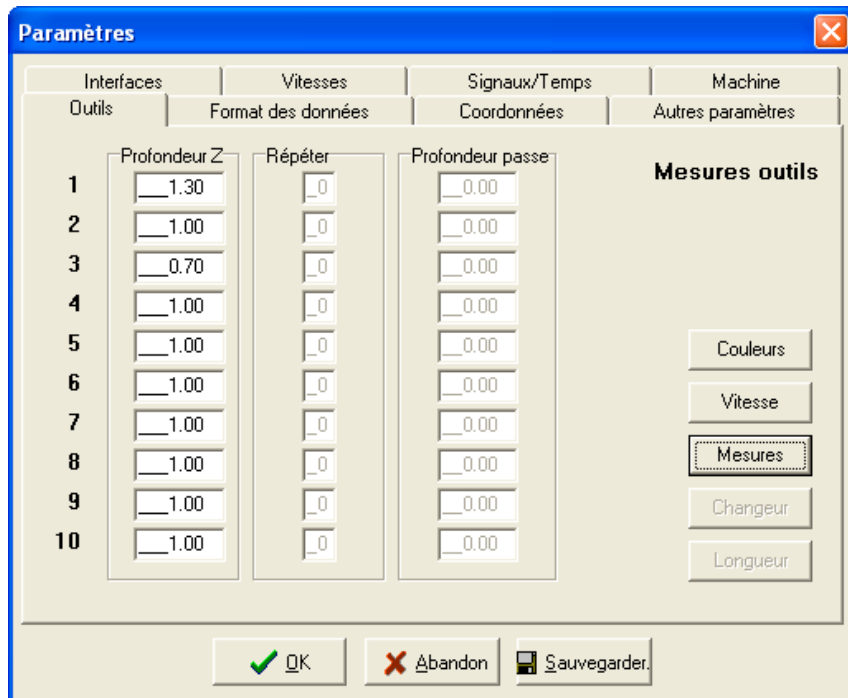 Paramètres
Interfaces Vitesses Signaux/Temps Machine
Outils Format des données Coordonnées Autres paramètres
Profondeur Z Répéter Profondeur passe
Mesures outils
1 ___1.30 _0 __0.00
2 ___1.00 _0 __0.00
3 ___0.70 _0 __0.00
4 ___1.00 _0 __0.00
5 ___1.00 _0 __0.00
6 ___1.00 _0 __0.00
7 ___1.00 _0 __0.00
8 ___1.00 _0 __0.00
9 ___1.00 _0 __0.00
10 ___1.00 _0 __0.00
Couleurs
Vitesse
Mesures
Changeur
Longueur
OK Abandon Sauvegarder.